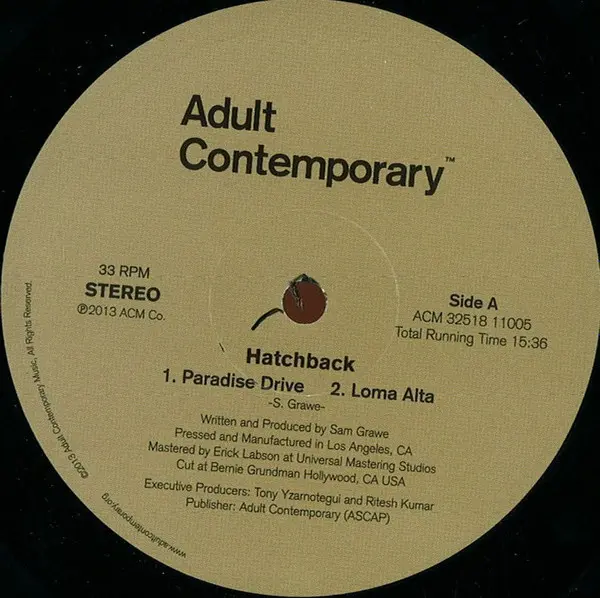 Adult
Contemporary™
33 RPM
STEREO
℗2013 ACM Co.
Side A
ACM 32518 11005
Total Running Time 15:36
Hatchback
1. Paradise Drive 2. Loma Alta
-S. Grawe-
Written and Produced by Sam Grawe
Pressed and Manufactured in Los Angeles, CA
Mastered by Erick Labson at Universal Mastering Studios
Cut at Bernie Grundman Hollywood, CA USA
Executive Producers: Tony Yzarnotegui and Ritesh Kumar
Publisher: Adult Contemporary (ASCAP)
©2013 Adult Contemporary Music, All Rights Reserved.
www.adultcontemporary.org